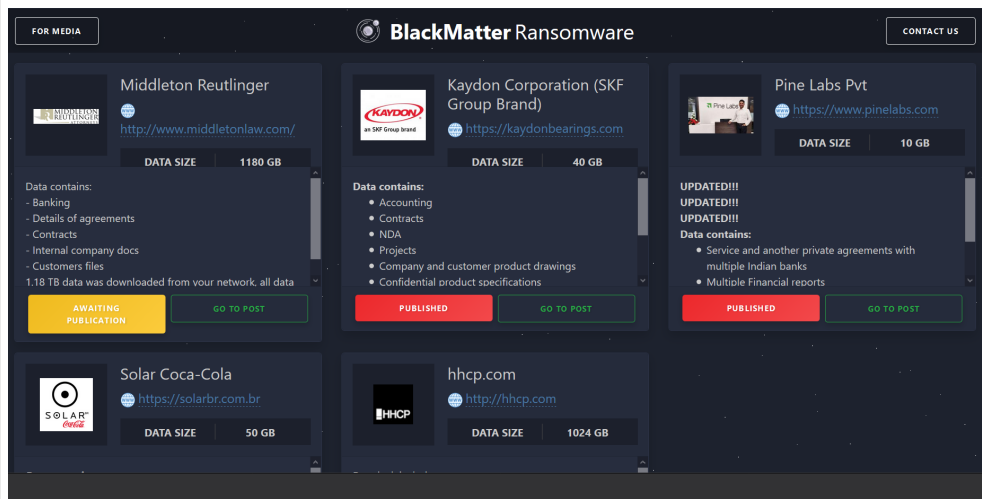 FOR MEDIA
BlackMatter Ransomware
CONTACT US
MIDDLETON
REUTLINGER
Middleton Reutlinger
http://www.middletonlaw.com/
DATA SIZE 1180 GB
Data contains:
- Banking
- Details of agreements
- Contracts
- Internal company docs
- Customers files
1.18 TB data was downloaded from your network, all data
AWAITING
PUBLICATION
GO TO POST
KAYDON
an SKF Group brand
Kaydon Corporation (SKF
Group Brand)
https://kaydonbearings.com
DATA SIZE 40 GB
Data contains:
Accounting
Contracts
NDA
Projects
Company and customer product drawings
Confidential product specifications
PUBLISHED
GO TO POST
Pine Labs
Pine Labs Pvt
https://www.pinelabs.com
DATA SIZE 10 GB
UPDATED!!!
UPDATED!!!
UPDATED!!!
Data contains:
Service and another private agreements with
multiple Indian banks
Multiple Financial reports
PUBLISHED
GO TO POST
SOLAR
Coca-Cola
Solar Coca-Cola
https://solarbr.com.br
DATA SIZE 50 GB
HHCP
hhcp.com
http://hhcp.com
DATA SIZE 1024 GB